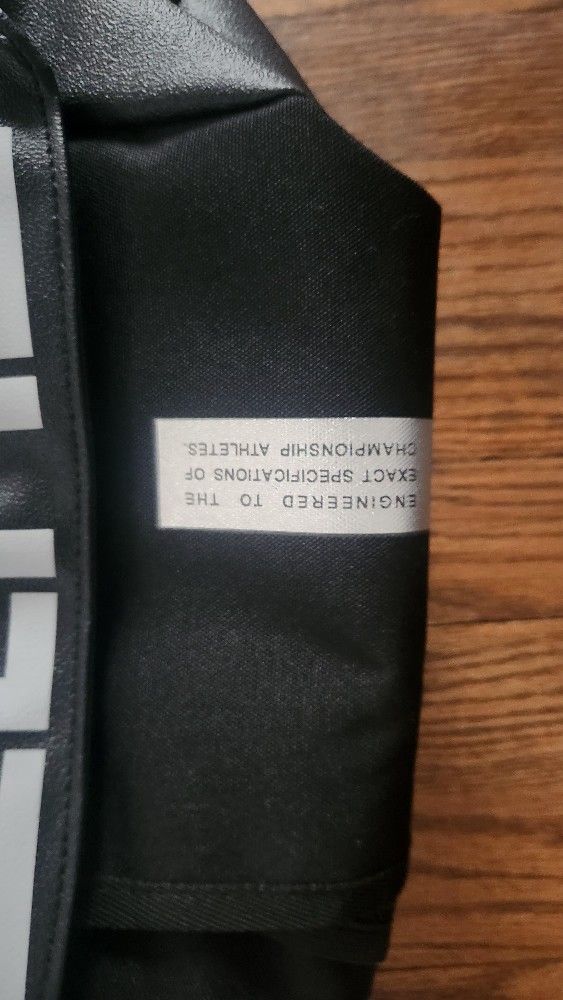 ENGINEERED TO THE
EXACT SPECIFICATIONS OF
CHAMPIONSHIP ATHLETES.